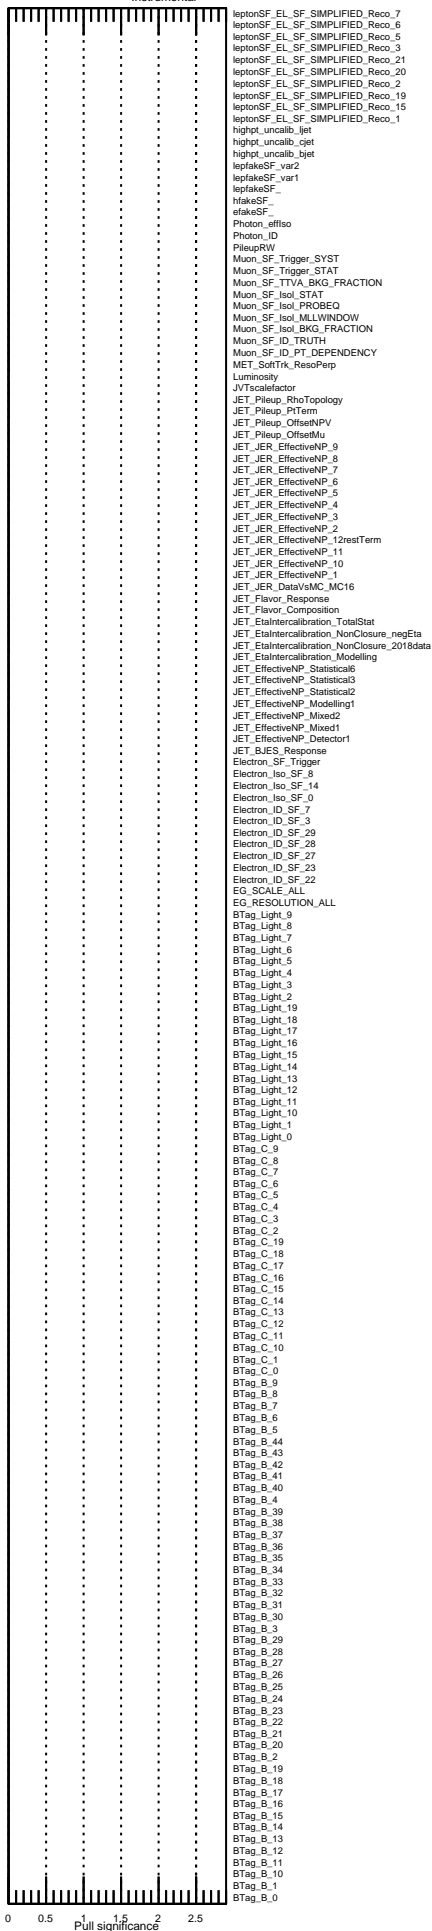 Instrumental
leptonSF_EL_SF_SIMPLIFIED_Reco_7
leptonSF_EL_SF_SIMPLIFIED_Reco_6
leptonSF_EL_SF_SIMPLIFIED_Reco_5
leptonSF_EL_SF_SIMPLIFIED_Reco_3
leptonSF_EL_SF_SIMPLIFIED_Reco_21
leptonSF_EL_SF_SIMPLIFIED_Reco_20
leptonSF_EL_SF_SIMPLIFIED_Reco_2
leptonSF_EL_SF_SIMPLIFIED_Reco_19
leptonSF_EL_SF_SIMPLIFIED_Reco_15
leptonSF_EL_SF_SIMPLIFIED_Reco_1
highpt_uncalib_ljet
highpt_uncalib_cjet
highpt_uncalib_bjet
lepfakeSF_var2
lepfakeSF_var1
lepfakeSF_
hfakeSF_
efakeSF_
Photon_effIso
Photon_ID
PileupRW
Muon_SF_Trigger_SYST
Muon_SF_Trigger_STAT
Muon_SF_TTVA_BKG_FRACTION
Muon_SF_Isol_STAT
Muon_SF_Isol_PROBEQ
Muon_SF_Isol_MLLWINDOW
Muon_SF_Isol_BKG_FRACTION
Muon_SF_ID_TRUTH
Muon_SF_ID_PT_DEPENDENCY
MET_SoftTrk_ResoPerp
Luminosity
JVTscalefactor
JET_Pileup_RhoTopology
JET_Pileup_PtTerm
JET_Pileup_OffsetNPV
JET_Pileup_OffsetMu
JET_JER_EffectiveNP_9
JET_JER_EffectiveNP_8
JET_JER_EffectiveNP_7
JET_JER_EffectiveNP_6
JET_JER_EffectiveNP_5
JET_JER_EffectiveNP_4
JET_JER_EffectiveNP_3
JET_JER_EffectiveNP_2
JET_JER_EffectiveNP_12restTerm
JET_JER_EffectiveNP_11
JET_JER_EffectiveNP_10
JET_JER_EffectiveNP_1
JET_JER_DataVsMC_MC16
JET_Flavor_Response
JET_Flavor_Composition
JET_EtaIntercalibration_TotalStat
JET_EtaIntercalibration_NonClosure_negEta
JET_EtaIntercalibration_NonClosure_2018data
JET_EtaIntercalibration_Modelling
JET_EffectiveNP_Statistical6
JET_EffectiveNP_Statistical3
JET_EffectiveNP_Statistical2
JET_EffectiveNP_Modelling1
JET_EffectiveNP_Mixed2
JET_EffectiveNP_Mixed1
JET_EffectiveNP_Detector1
JET_BJES_Response
Electron_SF_Trigger
Electron_Iso_SF_8
Electron_Iso_SF_14
Electron_Iso_SF_0
Electron_ID_SF_7
Electron_ID_SF_3
Electron_ID_SF_29
Electron_ID_SF_28
Electron_ID_SF_27
Electron_ID_SF_23
Electron_ID_SF_22
EG_SCALE_ALL
EG_RESOLUTION_ALL
BTag_Light_9
BTag_Light_8
BTag_Light_7
BTag_Light_6
BTag_Light_5
BTag_Light_4
BTag_Light_3
BTag_Light_2
BTag_Light_19
BTag_Light_18
BTag_Light_17
BTag_Light_16
BTag_Light_15
BTag_Light_14
BTag_Light_13
BTag_Light_12
BTag_Light_11
BTag_Light_10
BTag_Light_1
BTag_Light_0
BTag_C_9
BTag_C_8
BTag_C_7
BTag_C_6
BTag_C_5
BTag_C_4
BTag_C_3
BTag_C_2
BTag_C_19
BTag_C_18
BTag_C_17
BTag_C_16
BTag_C_15
BTag_C_14
BTag_C_13
BTag_C_12
BTag_C_11
BTag_C_10
BTag_C_1
BTag_C_0
BTag_B_9
BTag_B_8
BTag_B_7
BTag_B_6
BTag_B_5
BTag_B_44
BTag_B_43
BTag_B_42
BTag_B_41
BTag_B_40
BTag_B_4
BTag_B_39
BTag_B_38
BTag_B_37
BTag_B_36
BTag_B_35
BTag_B_34
BTag_B_33
BTag_B_32
BTag_B_31
BTag_B_30
BTag_B_3
BTag_B_29
BTag_B_28
BTag_B_27
BTag_B_26
BTag_B_25
BTag_B_24
BTag_B_23
BTag_B_22
BTag_B_21
BTag_B_20
BTag_B_2
BTag_B_19
BTag_B_18
BTag_B_17
BTag_B_16
BTag_B_15
BTag_B_14
BTag_B_13
BTag_B_12
BTag_B_11
BTag_B_10
BTag_B_1
BTag_B_0
0 0.5 1 1.5 2 2.5
Pull significance